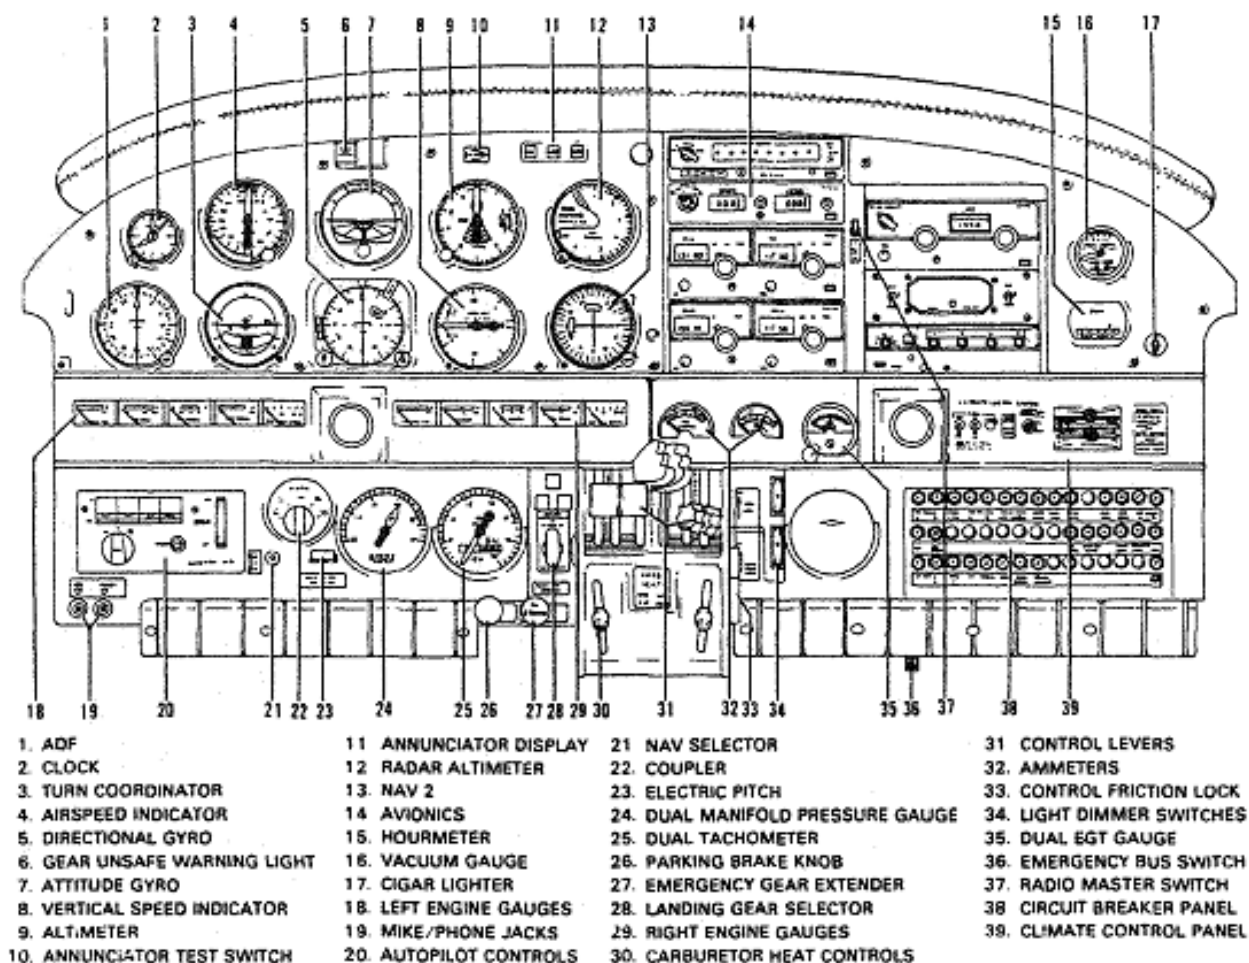 1 2 3 4 5 6 7 8 9 10 11 12 13 14 15 16 17
18 19 20 21 22 23 24 25 26 27 28 29 30 31 32 33 34 35 36 37 38 39
1. ADF
2. CLOCK
3. TURN COORDINATOR
4. AIRSPEED INDICATOR
5. DIRECTIONAL GYRO
6. GEAR UNSAFE WARNING LIGHT
7. ATTITUDE GYRO
8. VERTICAL SPEED INDICATOR
9. ALTIMETER
10. ANNUNCIATOR TEST SWITCH
11 ANNUNCIATOR DISPLAY
12 RADAR ALTIMETER
13. NAV 2
14 AVIONICS
15. HOURMETER
16. VACUUM GAUGE
17. CIGAR LIGHTER
18. LEFT ENGINE GAUGES
19. MIKE/PHONE JACKS
20. AUTOPILOT CONTROLS
21 NAV SELECTOR
22. COUPLER
23. ELECTRIC PITCH
24. DUAL MANIFOLD PRESSURE GAUGE
25. DUAL TACHOMETER
26. PARKING BRAKE KNOB
27. EMERGENCY GEAR EXTENDER
28. LANDING GEAR SELECTOR
29. RIGHT ENGINE GAUGES
30. CARBURETOR HEAT CONTROLS
31 CONTROL LEVERS
32. AMMETERS
33. CONTROL FRICTION LOCK
34. LIGHT DIMMER SWITCHES
35. DUAL EGT GAUGE
36. EMERGENCY BUS SWITCH
37. RADIO MASTER SWITCH
38 CIRCUIT BREAKER PANEL
39. CLIMATE CONTROL PANEL